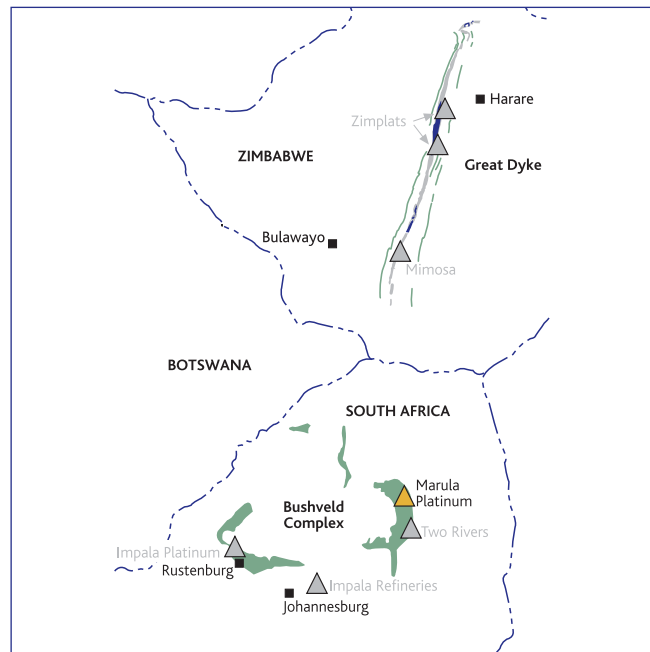 Harare
Zimplats
ZIMBABWE
Great Dyke
Bulawayo
Mimosa
BOTSWANA
SOUTH AFRICA
Marula
Platinum
Bushveld
Complex
Two Rivers
Impala Platinum
Rustenburg
Impala Refineries
Johannesburg